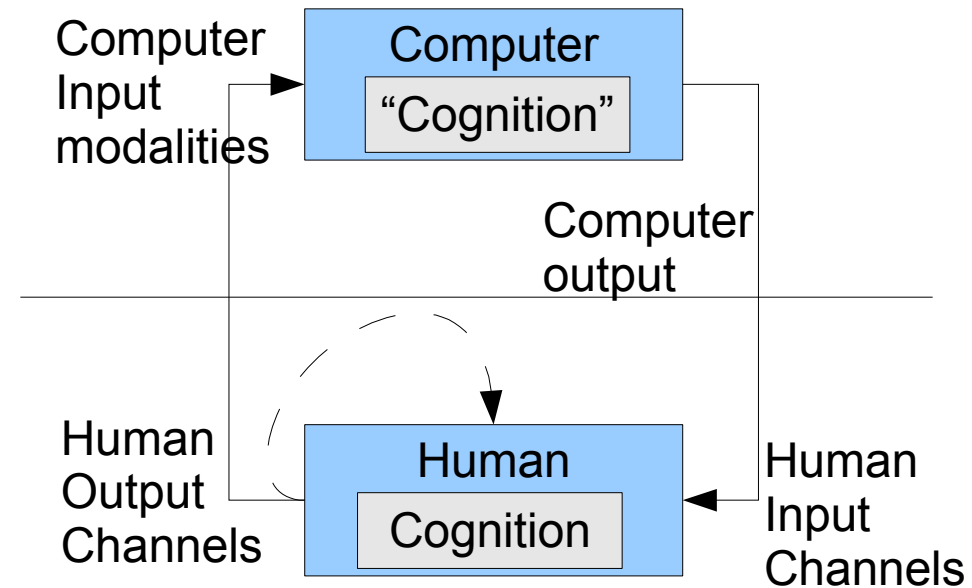 Computer
Input
modalities
Computer
“Cognition”
Computer
output
Human
Output
Channels
Human
Cognition
Human
Input
Channels